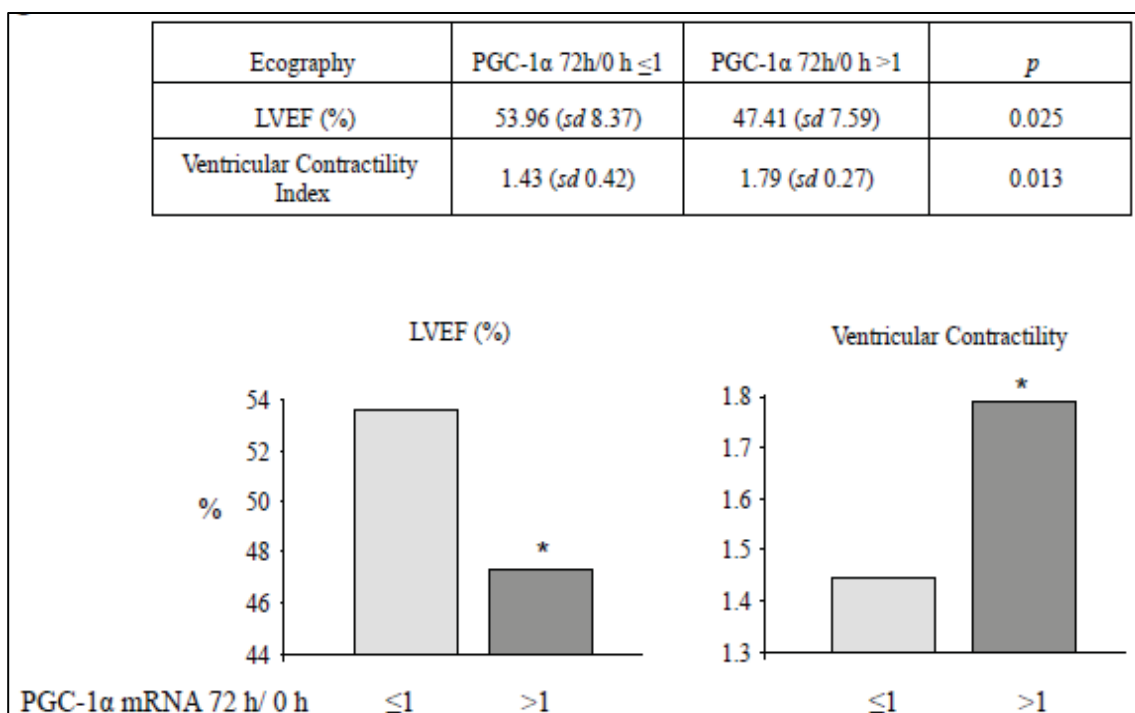 Ecography PGC-1α 72h/0 h ≤1 PGC-1α 72h/0 h >1 p
LVEF (%) 53.96 (sd 8.37) 47.41 (sd 7.59) 0.025
Ventricular Contractility
Index 1.43 (sd 0.42) 1.79 (sd 0.27) 0.013
LVEF (%)
54
52
50
48
46
44
%
*
Ventricular Contractility
1.8
1.7
1.6
1.5
1.4
1.3
*
PGC-1α mRNA 72 h/ 0 h ≤1 >1 ≤1 >1